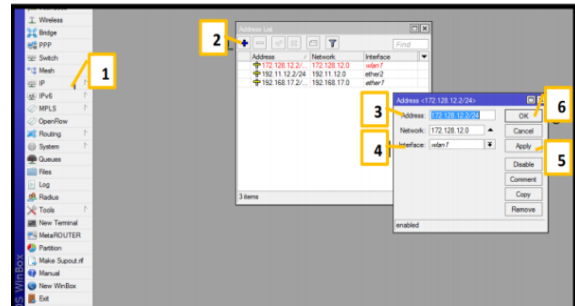 Wireless
Bridge
PPP
Switch
Mesh
IP
IPv6
MPLS
OpenFlow
Routing
System
Queues
Files
Log
Radius
Tools
New Terminal
MetaROUTER
Partition
Make Supout.rif
Manual
New WinBox
Exit
OS WinBox
1
2
Address List
Find
Address Network Interface
172.128.12.2/... 172.128.12.0 wlan1
192.11.12.2/24 192.11.12.0 ether2
192.168.17.2/... 192.168.17.0 ether1
3 items
Address <172.128.12.2/24>
3
Address: 172.128.12.2/24
Network: 172.128.12.0
4
Interface: wlan1
OK
6
Cancel
Apply
5
Disable
Comment
Copy
Remove
enabled